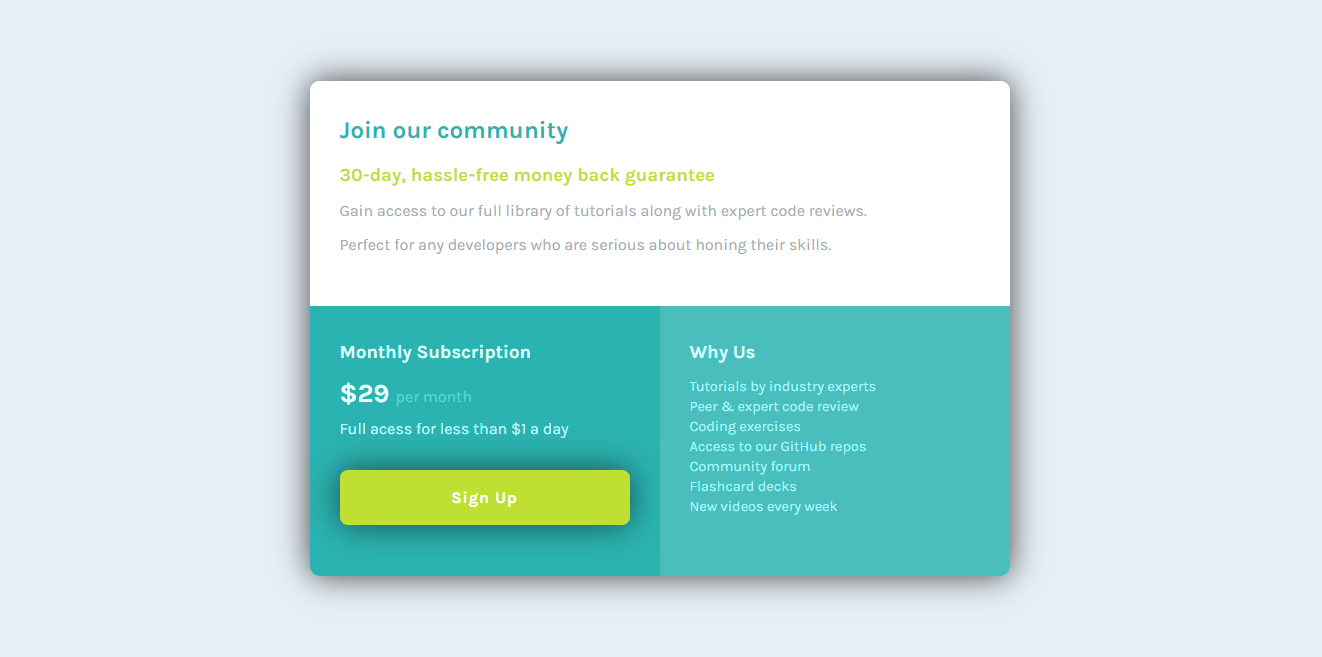 Join our community
30-day, hassle-free money back guarantee
Gain access to our full library of tutorials along with expert code reviews.
Perfect for any developers who are serious about honing their skills.
Monthly Subscription
$29 per month
Full acess for less than $1 a day
Sign Up
Why Us
Tutorials by industry experts
Peer & expert code review
Coding exercises
Access to our GitHub repos
Community forum
Flashcard decks
New videos every week